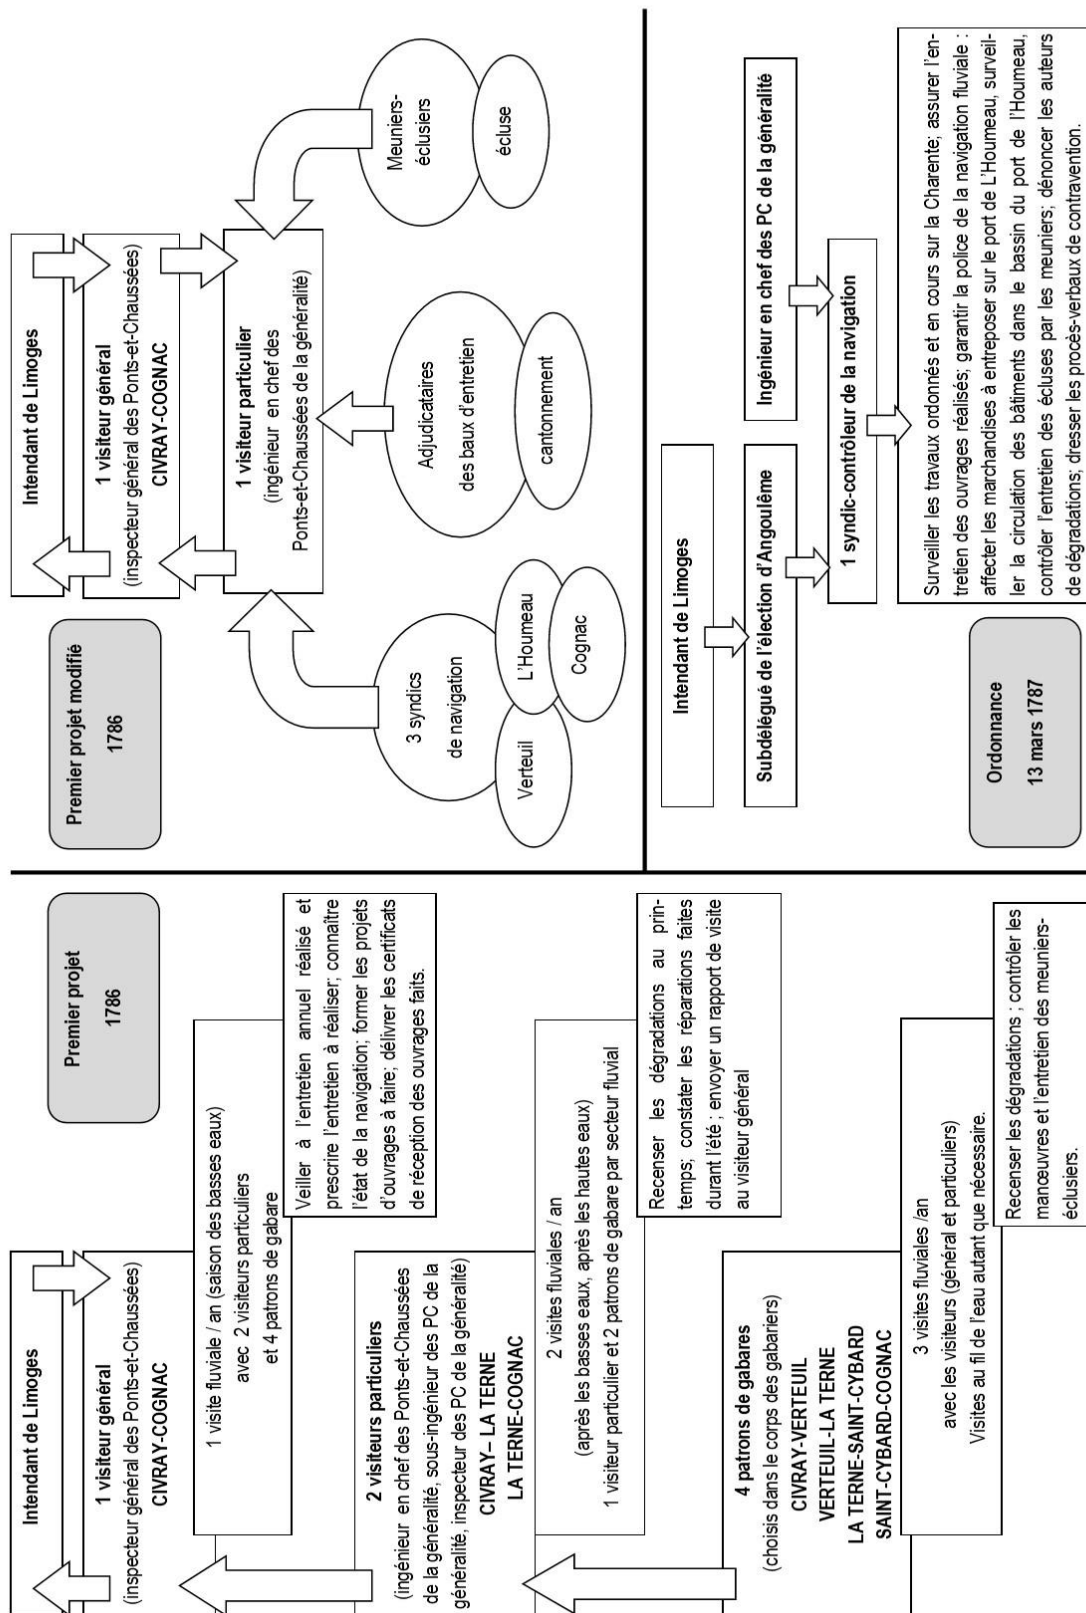 Premier projet
1786
Intendant de Limoges
1 visiteur général
(inspecteur général des Ponts-et-Chaussées)
CIVRAY-COGNAC
1 visite fluviale / an (saison des basses eaux)
avec 2 visiteurs particuliers
et 4 patrons de gabare
Veiller à l'entretien annuel réalisé et
prescrire l'entretien à réaliser; connaître
l'état de la navigation; former les projets
d'ouvrages à faire; délivrer les certificats
de réception des ouvrages faits.
2 visiteurs particuliers
(ingénieur en chef des Ponts-et-Chaussées
de la généralité, sous-ingénieur des PC de la
généralité, inspecteur des PC de la généralité)
CIVRAY– LA TERNE
LA TERNE-COGNAC
2 visites fluviales / an
(après les basses eaux, après les hautes eaux)
1 visiteur particulier et 2 patrons de gabare par secteur fluvial
Recenser les dégradations au prin-
temps; constater les réparations faites
durant l'été ; envoyer un rapport de visite
au visiteur général
4 patrons de gabares
(choisis dans le corps des gabariers)
CIVRAY-VERTEUIL
VERTEUIL-LA TERNE
LA TERNE-SAINT-CYBARD
SAINT-CYBARD-COGNAC
3 visites fluviales /an
avec les visiteurs (général et particuliers)
Visites au fil de l'eau autant que nécessaire.
Recenser les dégradations ; contrôler les
manœuvres et l'entretien des meuniers-
éclusiers.
Premier projet modifié
1786
Intendant de Limoges
1 visiteur général
(inspecteur général des Ponts-et-Chaussées)
CIVRAY-COGNAC
1 visiteur particulier
(ingénieur en chef des
Ponts-et-Chaussées de la généralité)
3 syndics
de navigation
Verteuil
L'Houmeau
Cognac
Adjudicataires
des baux d'entretien
cantonnement
Meuniers-
éclusiers
écluse
Ordonnance
13 mars 1787
Intendant de Limoges
Subdélégué de l'élection d'Angoulême
Ingénieur en chef des PC de la généralité
1 syndic-contrôleur de la navigation
Surveiller les travaux ordonnés et en cours sur la Charente; assurer l'en-
tretien des ouvrages réalisés; garantir la police de la navigation fluviale :
affecter les marchandises à entreposer sur le port de L'Houmeau, surveil-
ler la circulation des bâtiments dans le bassin du port de l'Houmeau,
contrôler l'entretien des écluses par les meuniers; dénoncer les auteurs
de dégradations; dresser les procès-verbaux de contravention.